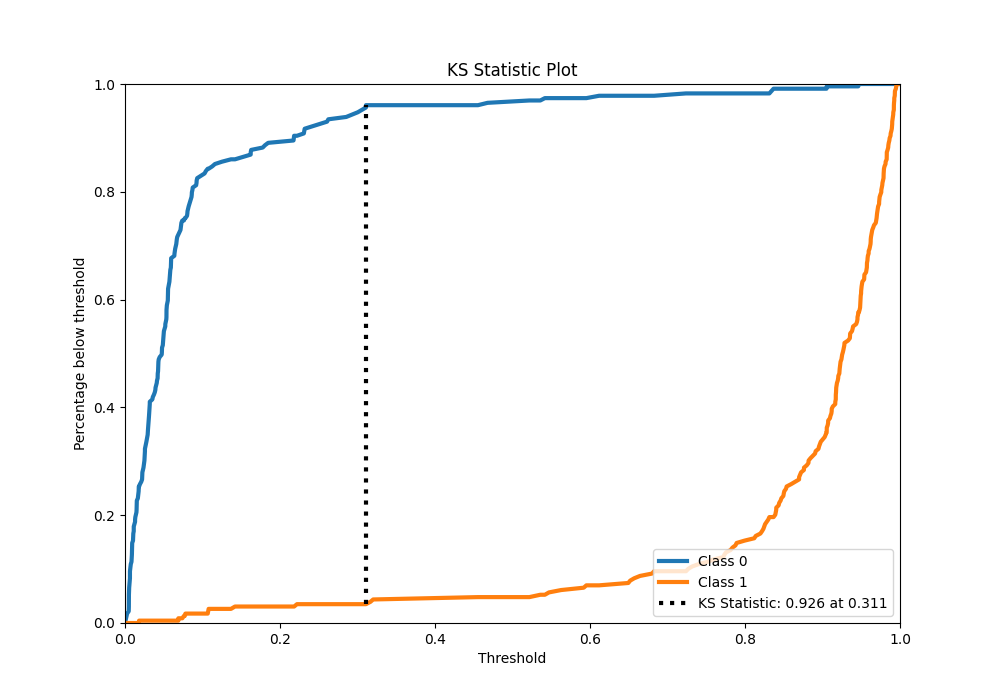 KS Statistic Plot
1.0
0.8
0.6
0.4
0.2
0.0
Percentage below threshold
Class 0
Class 1
KS Statistic: 0.926 at 0.311
0.0 0.2 0.4 0.6 0.8 1.0
Threshold